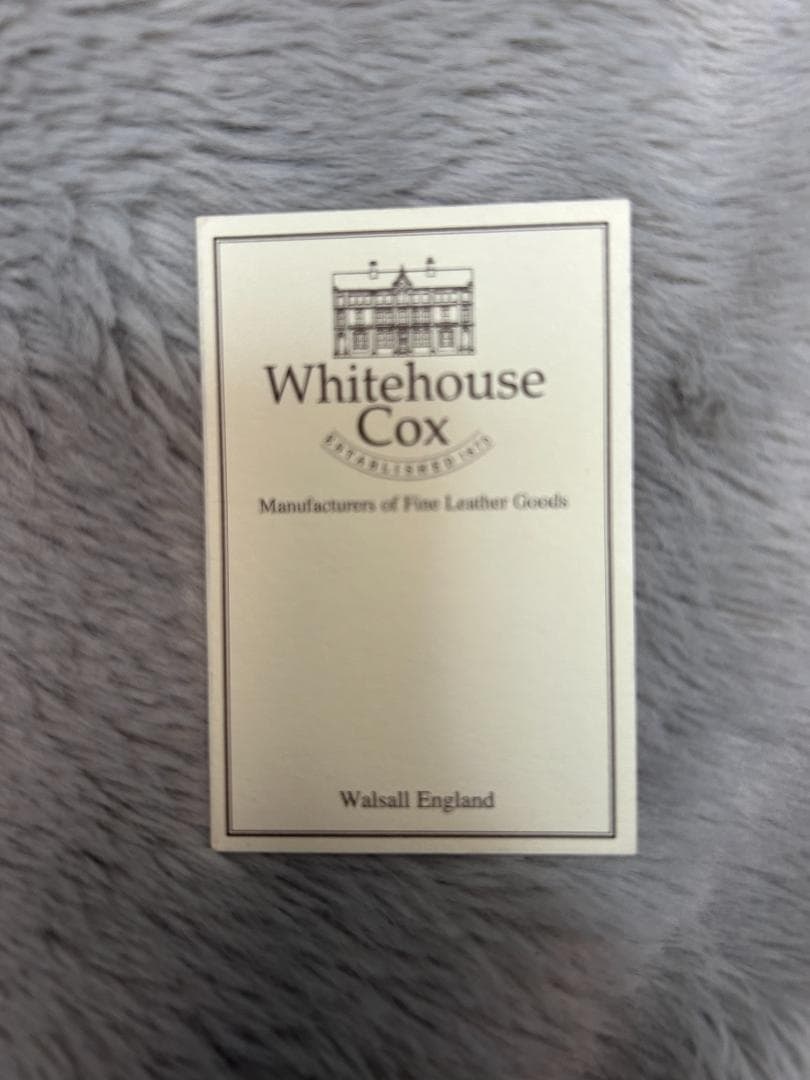 Whitehouse
Cox
ESTABLISHED 1875
Manufacturers of Fine Leather Goods
Walsall England